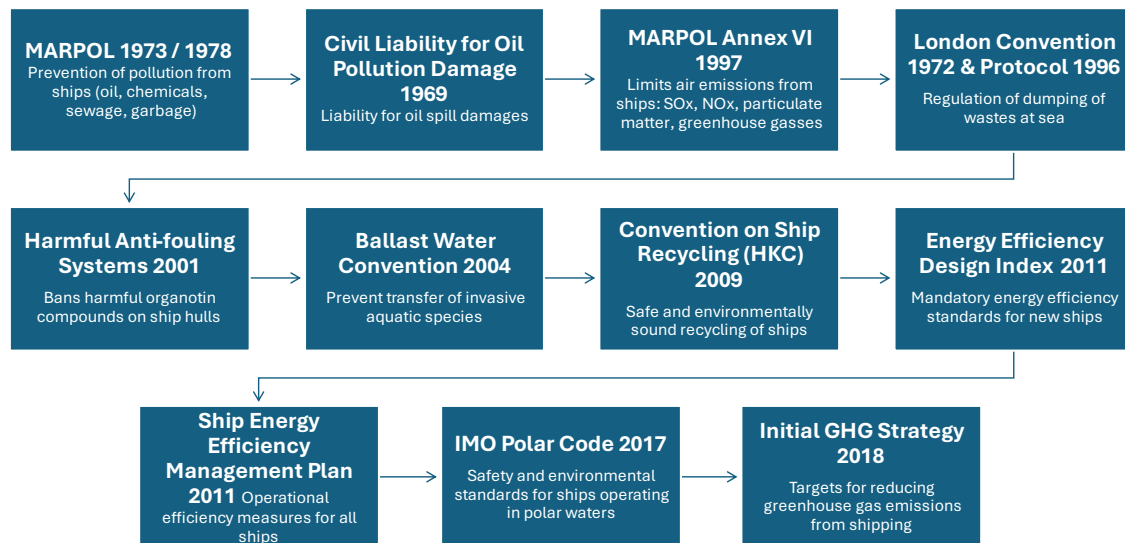 MARPOL 1973 / 1978
Prevention of pollution from
ships (oil, chemicals,
sewage, garbage)
Civil Liability for Oil
Pollution Damage
1969
Liability for oil spill damages
MARPOL Annex VI
1997
Limits air emissions from
ships: SOx, NOx, particulate
matter, greenhouse gasses
London Convention
1972 & Protocol 1996
Regulation of dumping of
wastes at sea
Harmful Anti-fouling
Systems 2001
Bans harmful organotin
compounds on ship hulls
Ballast Water
Convention 2004
Prevent transfer of invasive
aquatic species
Convention on Ship
Recycling (HKC)
2009
Safe and environmentally
sound recycling of ships
Energy Efficiency
Design Index 2011
Mandatory energy efficiency
standards for new ships
Ship Energy
Efficiency
Management Plan
2011 Operational
efficiency measures for all
ships
IMO Polar Code 2017
Safety and environmental
standards for ships operating
in polar waters
Initial GHG Strategy
2018
Targets for reducing
greenhouse gas emissions
from shipping